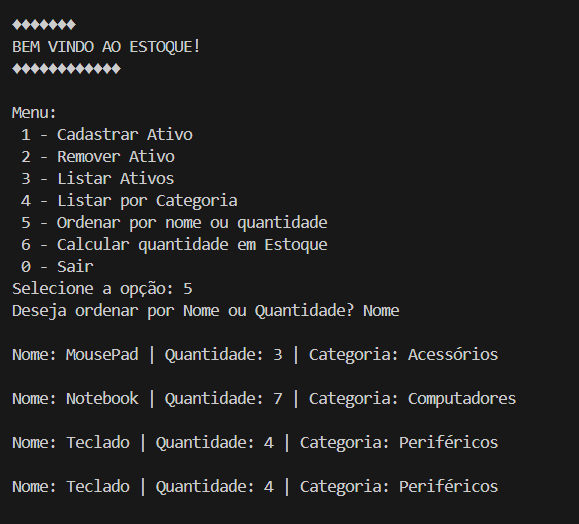 ♦♦♦♦♦♦♦
BEM VINDO AO ESTOQUE!
♦♦♦♦♦♦♦♦♦♦♦♦
Menu:
1 - Cadastrar Ativo
2 - Remover Ativo
3 - Listar Ativos
4 - Listar por Categoria
5 - Ordenar por nome ou quantidade
6 - Calcular quantidade em Estoque
0 - Sair
Selecione a opção: 5
Deseja ordenar por Nome ou Quantidade? Nome
Nome: MousePad | Quantidade: 3 | Categoria: Acessórios
Nome: Notebook | Quantidade: 7 | Categoria: Computadores
Nome: Teclado | Quantidade: 4 | Categoria: Periféricos
Nome: Teclado | Quantidade: 4 | Categoria: Periféricos